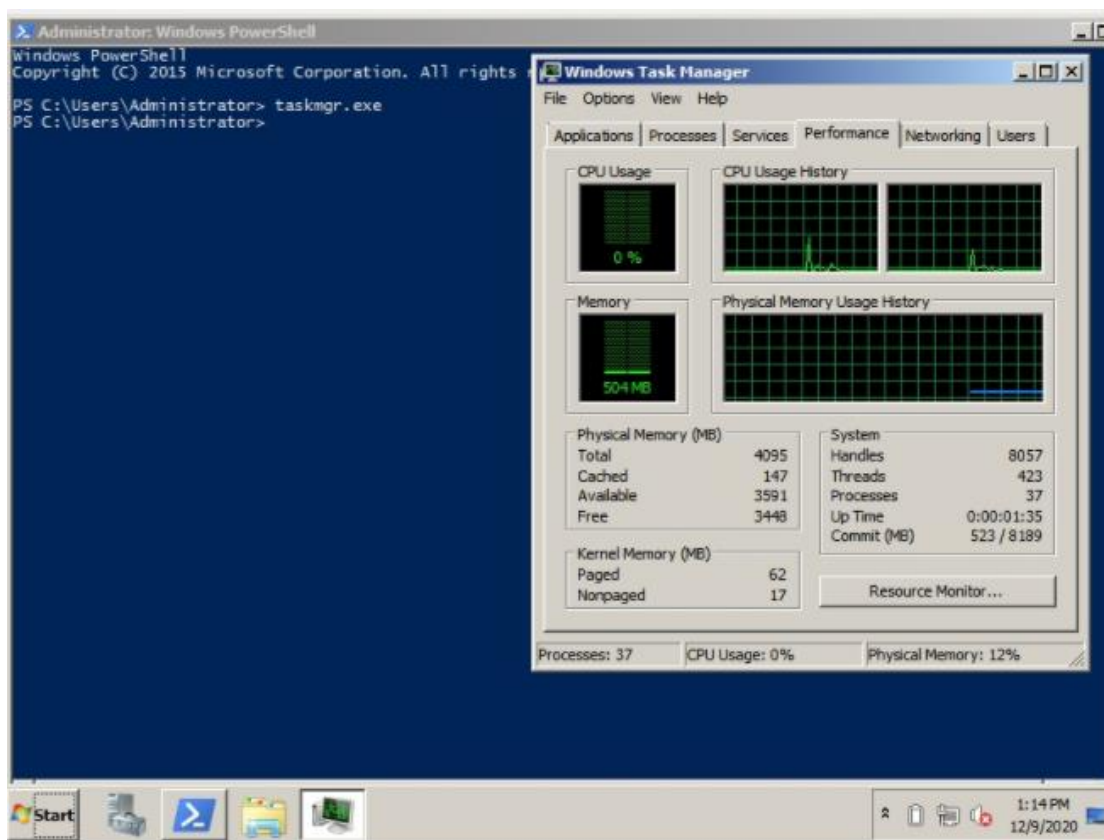 Administrator: Windows PowerShell
Windows PowerShell
Copyright (C) 2015 Microsoft Corporation. All rights
PS C:\Users\Administrator> taskmgr.exe
PS C:\Users\Administrator>
Windows Task Manager
File Options View Help
Applications Processes Services Performance Networking Users
CPU Usage
CPU Usage History
0 %
Memory
Physical Memory Usage History
504 MB
Physical Memory (MB)
Total 4095
Cached 147
Available 3591
Free 3448
System
Handles 8057
Threads 423
Processes 37
Up Time 0:00:01:35
Commit (MB) 523 / 8189
Kernel Memory (MB)
Paged 62
Nonpaged 17
Resource Monitor...
Processes: 37 CPU Usage: 0% Physical Memory: 12%
Start
1:14 PM
12/9/2020